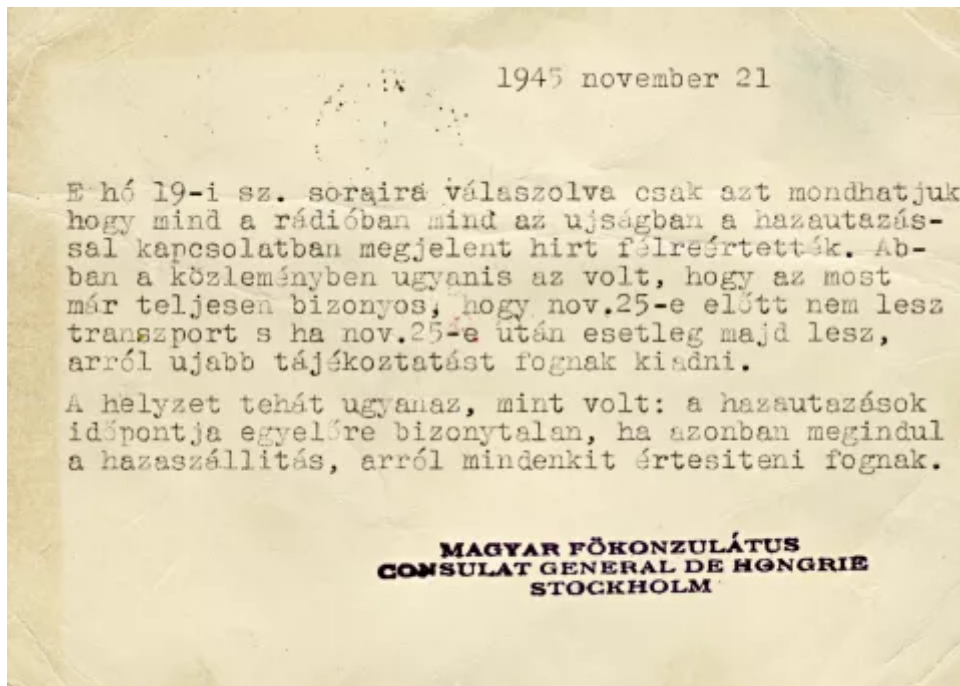 1945 november 21
E hó 19-i sz. soraira válaszolva csak azt mondhatjuk
hogy mind a rádióban mind az ujságban a hazautazás-
sal kapcsolatban megjelent hirt félreértették. Ab-
ban a közleményben ugyanis az volt, hogy az most
már teljesen bizonyos, hogy nov.25-e előtt nem lesz
transzport s ha nov.25-e után esetleg majd lesz,
arról ujabb tájékoztatást fognak kiadni.
A helyzet tehát ugyanaz, mint volt: a hazautazások
időpontja egyelőre bizonytalan, ha azonban megindul
a hazaszállitás, arról mindenkit értesiteni fognak.
MAGYAR FŐKONZULÁTUS
CONSULAT GENERAL DE HONGRIE
STOCKHOLM